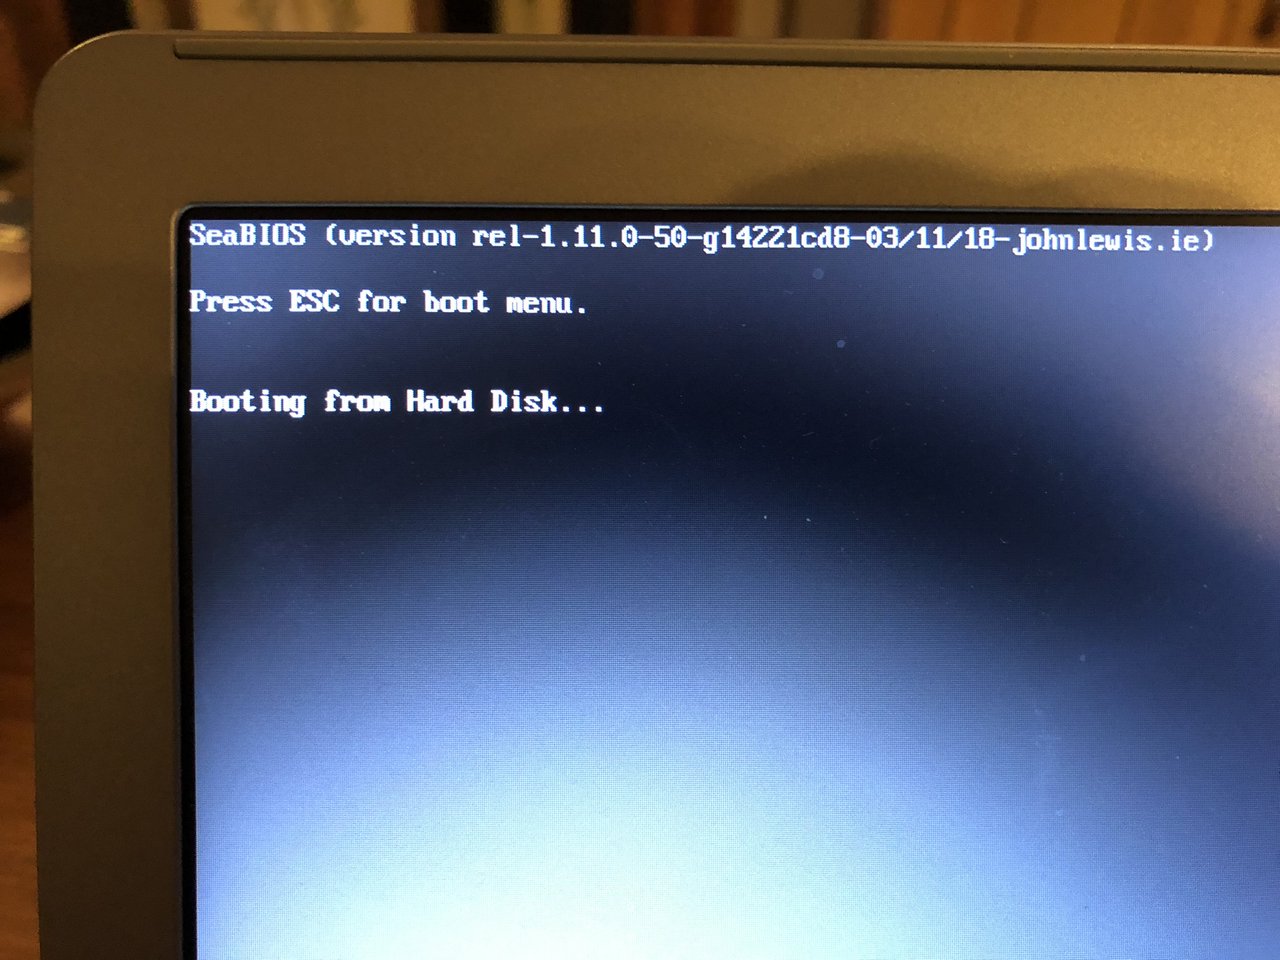 SeaBIOS (version rel-1.11.0-50-g14221cd8-03/11/18-johnlewis.ie)
Press ESC for boot menu.
Booting from Hard Disk...